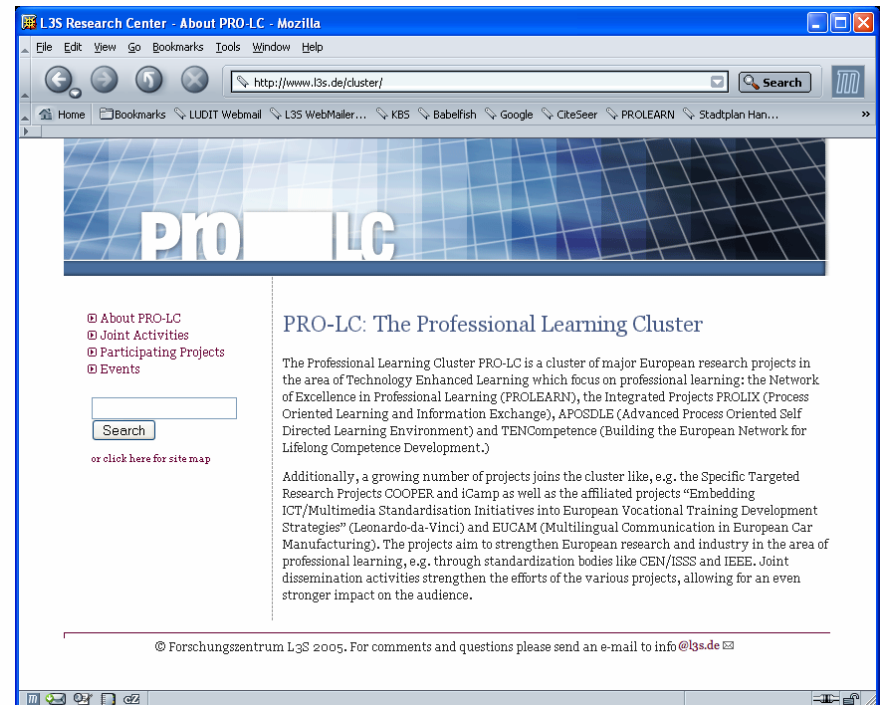 L3S Research Center - About PRO-LC - Mozilla
File Edit View Go Bookmarks Tools Window Help
http://www.l3s.de/cluster/ Search
Home Bookmarks LUDIT Webmail L3S WebMailer... KBS Babelfish Google CiteSeer PROLEARN Stadtplan Han... »
pro LC
About PRO-LC
Joint Activities
Participating Projects
Events
Search
or click here for site map
PRO-LC: The Professional Learning Cluster
The Professional Learning Cluster PRO-LC is a cluster of major European research projects in
the area of Technology Enhanced Learning which focus on professional learning: the Network
of Excellence in Professional Learning (PROLEARN), the Integrated Projects PROLIX (Process
Oriented Learning and Information Exchange), APOSDLE (Advanced Process Oriented Self
Directed Learning Environment) and TENCompetence (Building the European Network for
Lifelong Competence Development.)
Additionally, a growing number of projects joins the cluster like, e.g. the Specific Targeted
Research Projects COOPER and iCamp as well as the affiliated projects “Embedding
ICT/Multimedia Standardisation Initiatives into European Vocational Training Development
Strategies” (Leonardo-da-Vinci) and EUCAM (Multilingual Communication in European Car
Manufacturing). The projects aim to strengthen European research and industry in the area of
professional learning, e.g. through standardization bodies like CEN/ISSS and IEEE. Joint
dissemination activities strengthen the efforts of the various projects, allowing for an even
stronger impact on the audience.
© Forschungszentrum L3S 2005. For comments and questions please send an e-mail to info@l3s.de